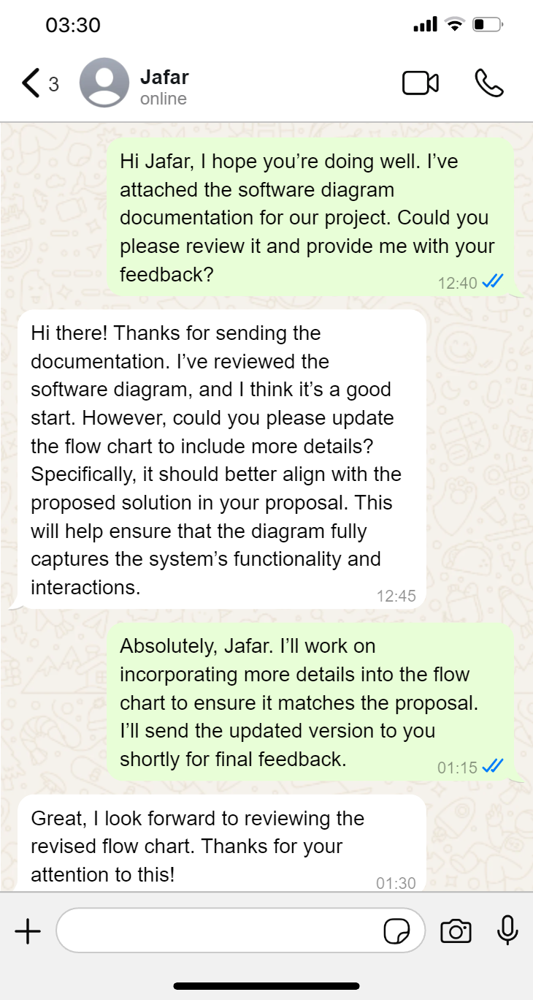 03:30
3
Jafar
online
Hi Jafar, I hope you’re doing well. I’ve
attached the software diagram
documentation for our project. Could you
please review it and provide me with your
feedback?
12:40
Hi there! Thanks for sending the
documentation. I’ve reviewed the
software diagram, and I think it’s a good
start. However, could you please update
the flow chart to include more details?
Specifically, it should better align with the
proposed solution in your proposal. This
will help ensure that the diagram fully
captures the system’s functionality and
interactions.
12:45
Absolutely, Jafar. I’ll work on
incorporating more details into the flow
chart to ensure it matches the proposal.
I’ll send the updated version to you
shortly for final feedback.
01:15
Great, I look forward to reviewing the
revised flow chart. Thanks for your
attention to this!
01:30